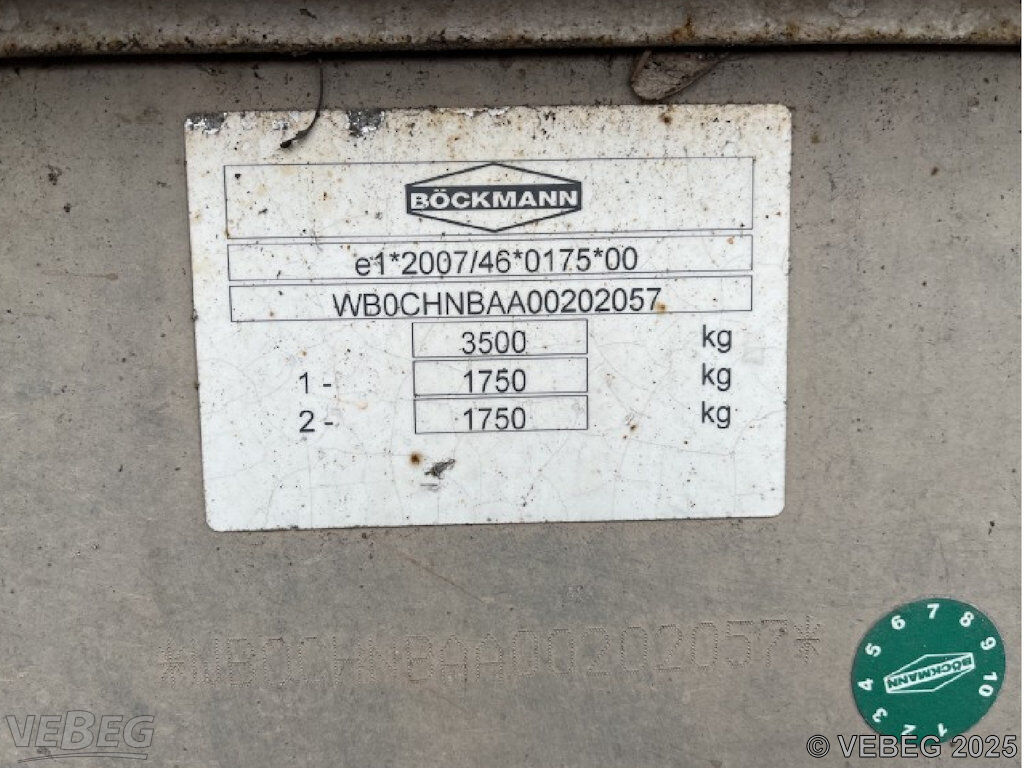 BÖCKMANN
e1*2007/46*0175*00
WB0CHNBAA00202057
3500 kg
1 - 1750 kg
2 - 1750 kg
*WB0CHNBAA00202057*
1 2 3 4 5 6 7 8 9 10
BÖCKMANN
VEBEG
© VEBEG 2025